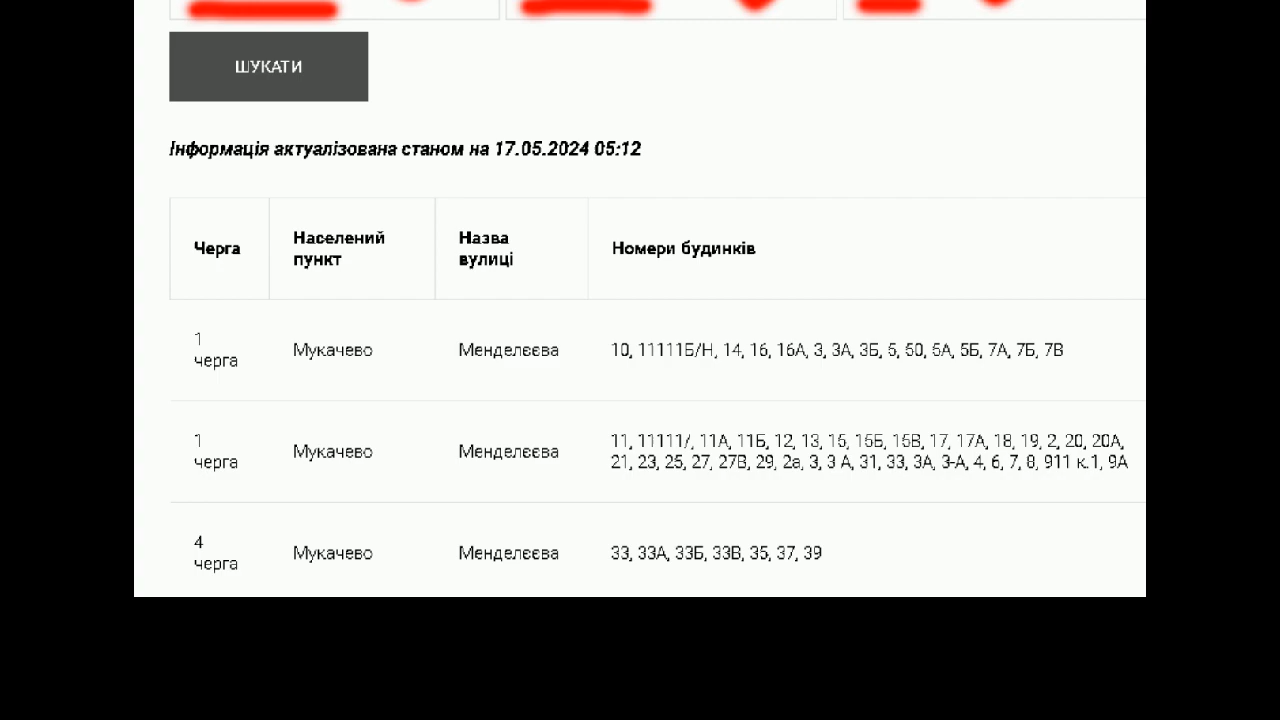 ШУКАТИ
Інформація актуалізована станом на 17.05.2024 05:12
Черга
Населений пункт
Назва вулиці
Номери будинків
1 черга
Мукачево
Менделєєва
10, 11111Б/Н, 14, 16, 16А, 3, 3А, 3Б, 5, 50, 5А, 5Б, 7А, 7Б, 7В
1 черга
Мукачево
Менделєєва
11, 11111/, 11А, 11Б, 12, 13, 15, 15Б, 15В, 17, 17А, 18, 19, 2, 20, 20А,
21, 23, 25, 27, 27В, 29, 2а, 3, 3 А, 31, 33, 3А, 3-А, 4, 6, 7, 8, 911 к.1, 9А
4 черга
Мукачево
Менделєєва
33, 33А, 33Б, 33В, 35, 37, 39